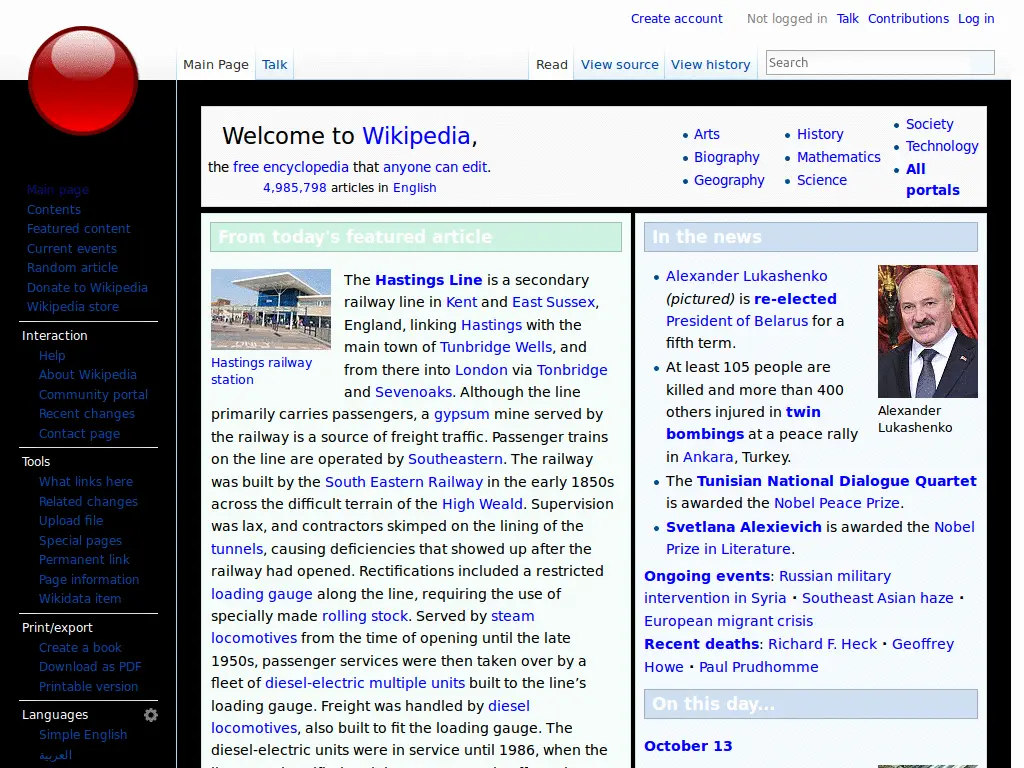 Create account Not logged in Talk Contributions Log in
Main Page Talk Read View source View history Search
Main page
Contents
Featured content
Current events
Random article
Donate to Wikipedia
Wikipedia store
Interaction
Help
About Wikipedia
Community portal
Recent changes
Contact page
Tools
What links here
Related changes
Upload file
Special pages
Permanent link
Page information
Wikidata item
Print/export
Create a book
Download as PDF
Printable version
Languages
Simple English
العربية
Welcome to Wikipedia,
the free encyclopedia that anyone can edit.
4,985,798 articles in English
Arts
Biography
Geography
History
Mathematics
Science
Society
Technology
All
portals
From today's featured article
Hastings railway
station
The Hastings Line is a secondary
railway line in Kent and East Sussex,
England, linking Hastings with the
main town of Tunbridge Wells, and
from there into London via Tonbridge
and Sevenoaks. Although the line
primarily carries passengers, a gypsum mine served by
the railway is a source of freight traffic. Passenger trains
on the line are operated by Southeastern. The railway
was built by the South Eastern Railway in the early 1850s
across the difficult terrain of the High Weald. Supervision
was lax, and contractors skimped on the lining of the
tunnels, causing deficiencies that showed up after the
railway had opened. Rectifications included a restricted
loading gauge along the line, requiring the use of
specially made rolling stock. Served by steam
locomotives from the time of opening until the late
1950s, passenger services were then taken over by a
fleet of diesel-electric multiple units built to the line’s
loading gauge. Freight was handled by diesel
locomotives, also built to fit the loading gauge. The
diesel-electric units were in service until 1986, when the
In the news
Alexander Lukashenko
(pictured) is re-elected
President of Belarus for a
fifth term.
At least 105 people are
killed and more than 400
others injured in twin
bombings at a peace rally
in Ankara, Turkey.
Alexander
Lukashenko
The Tunisian National Dialogue Quartet
is awarded the Nobel Peace Prize.
Svetlana Alexievich is awarded the Nobel
Prize in Literature.
Ongoing events: Russian military
intervention in Syria · Southeast Asian haze ·
European migrant crisis
Recent deaths: Richard F. Heck · Geoffrey
Howe · Paul Prudhomme
On this day...
October 13